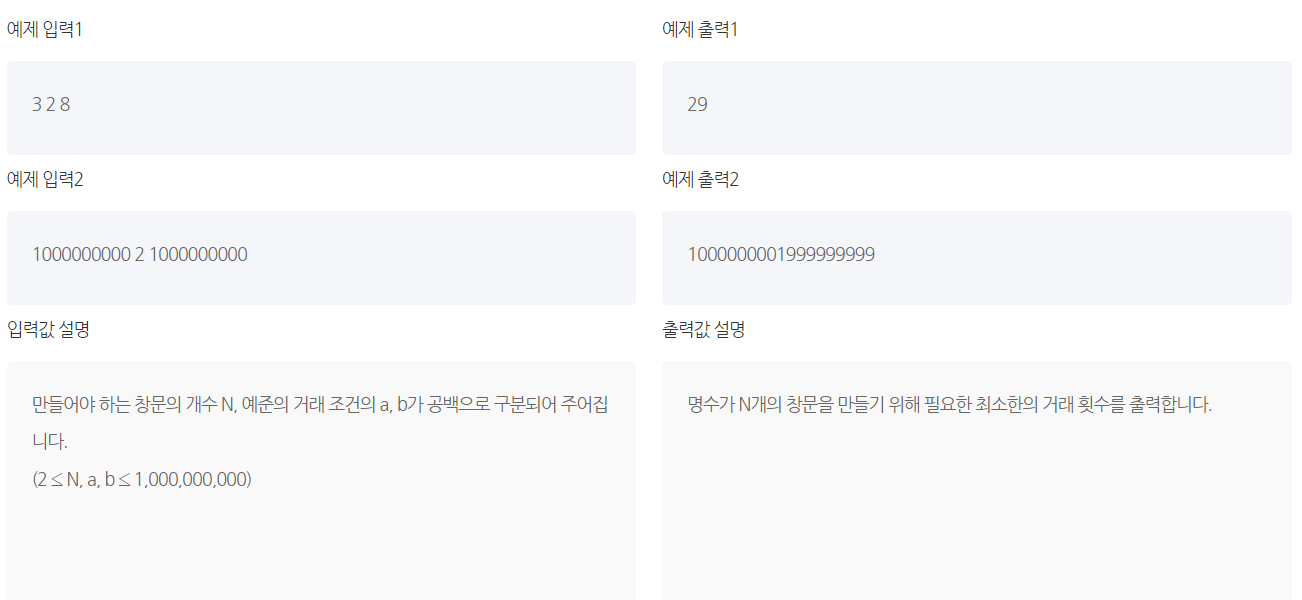 예제 입력1
예제 출력1
3 2 8
29
예제 입력2
예제 출력2
1000000000 2 1000000000
1000000001999999999
입력값 설명
출력값 설명
만들어야 하는 창문의 개수 N, 예준의 거래 조건의 a, b가 공백으로 구분되어 주어집
니다.
(2 ≤ N, a, b ≤ 1,000,000,000)
명수가 N개의 창문을 만들기 위해 필요한 최소한의 거래 횟수를 출력합니다.